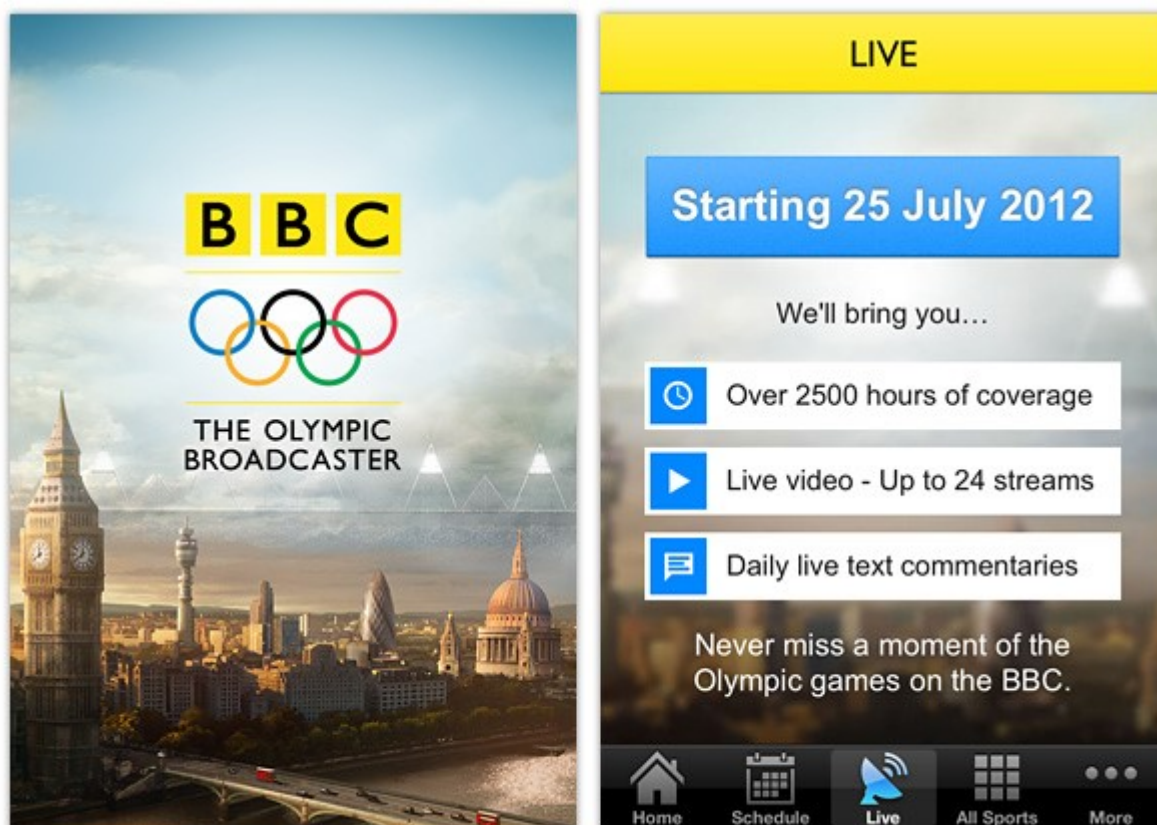 BBC
THE OLYMPIC
BROADCASTER
LIVE
Starting 25 July 2012
We'll bring you…
Over 2500 hours of coverage
Live video - Up to 24 streams
Daily live text commentaries
Never miss a moment of the
Olympic games on the BBC.
Home Schedule Live All Sports More